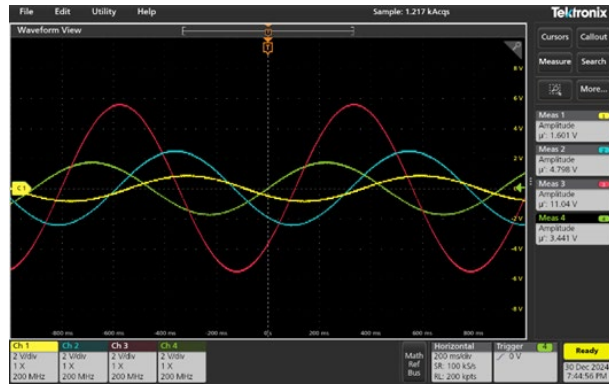 File Edit Utility Help Sample: 1.217 kAcqs Tektronix
Waveform View
Cursors Callout
Measure Search
More...
Meas 1
Amplitude
µ': 1.601 V
Meas 2
Amplitude
µ': 4.798 V
Meas 3
Amplitude
µ': 11.04 V
Meas 4
Amplitude
µ': 3.441 V
T
8 V
6 V
4 V
2 V
C 1
-2 V
-4 V
-6 V
-8 V
-800 ms -600 ms -400 ms -200 ms 0s 200 ms 400 ms 600 ms 800 ms
Ch 1 Ch 2 Ch 3 Ch 4 Math Ref Bus Horizontal Trigger 4 Ready
2 V/div 2 V/div 2 V/div 2 V/div 200 ms/div 0 V
1 X 1 X 1 X 1 X SR: 100 kS/s
200 MHz 200 MHz 200 MHz 200 MHz RL: 200 kpts
30 Dec 2024
7:44:56 PM